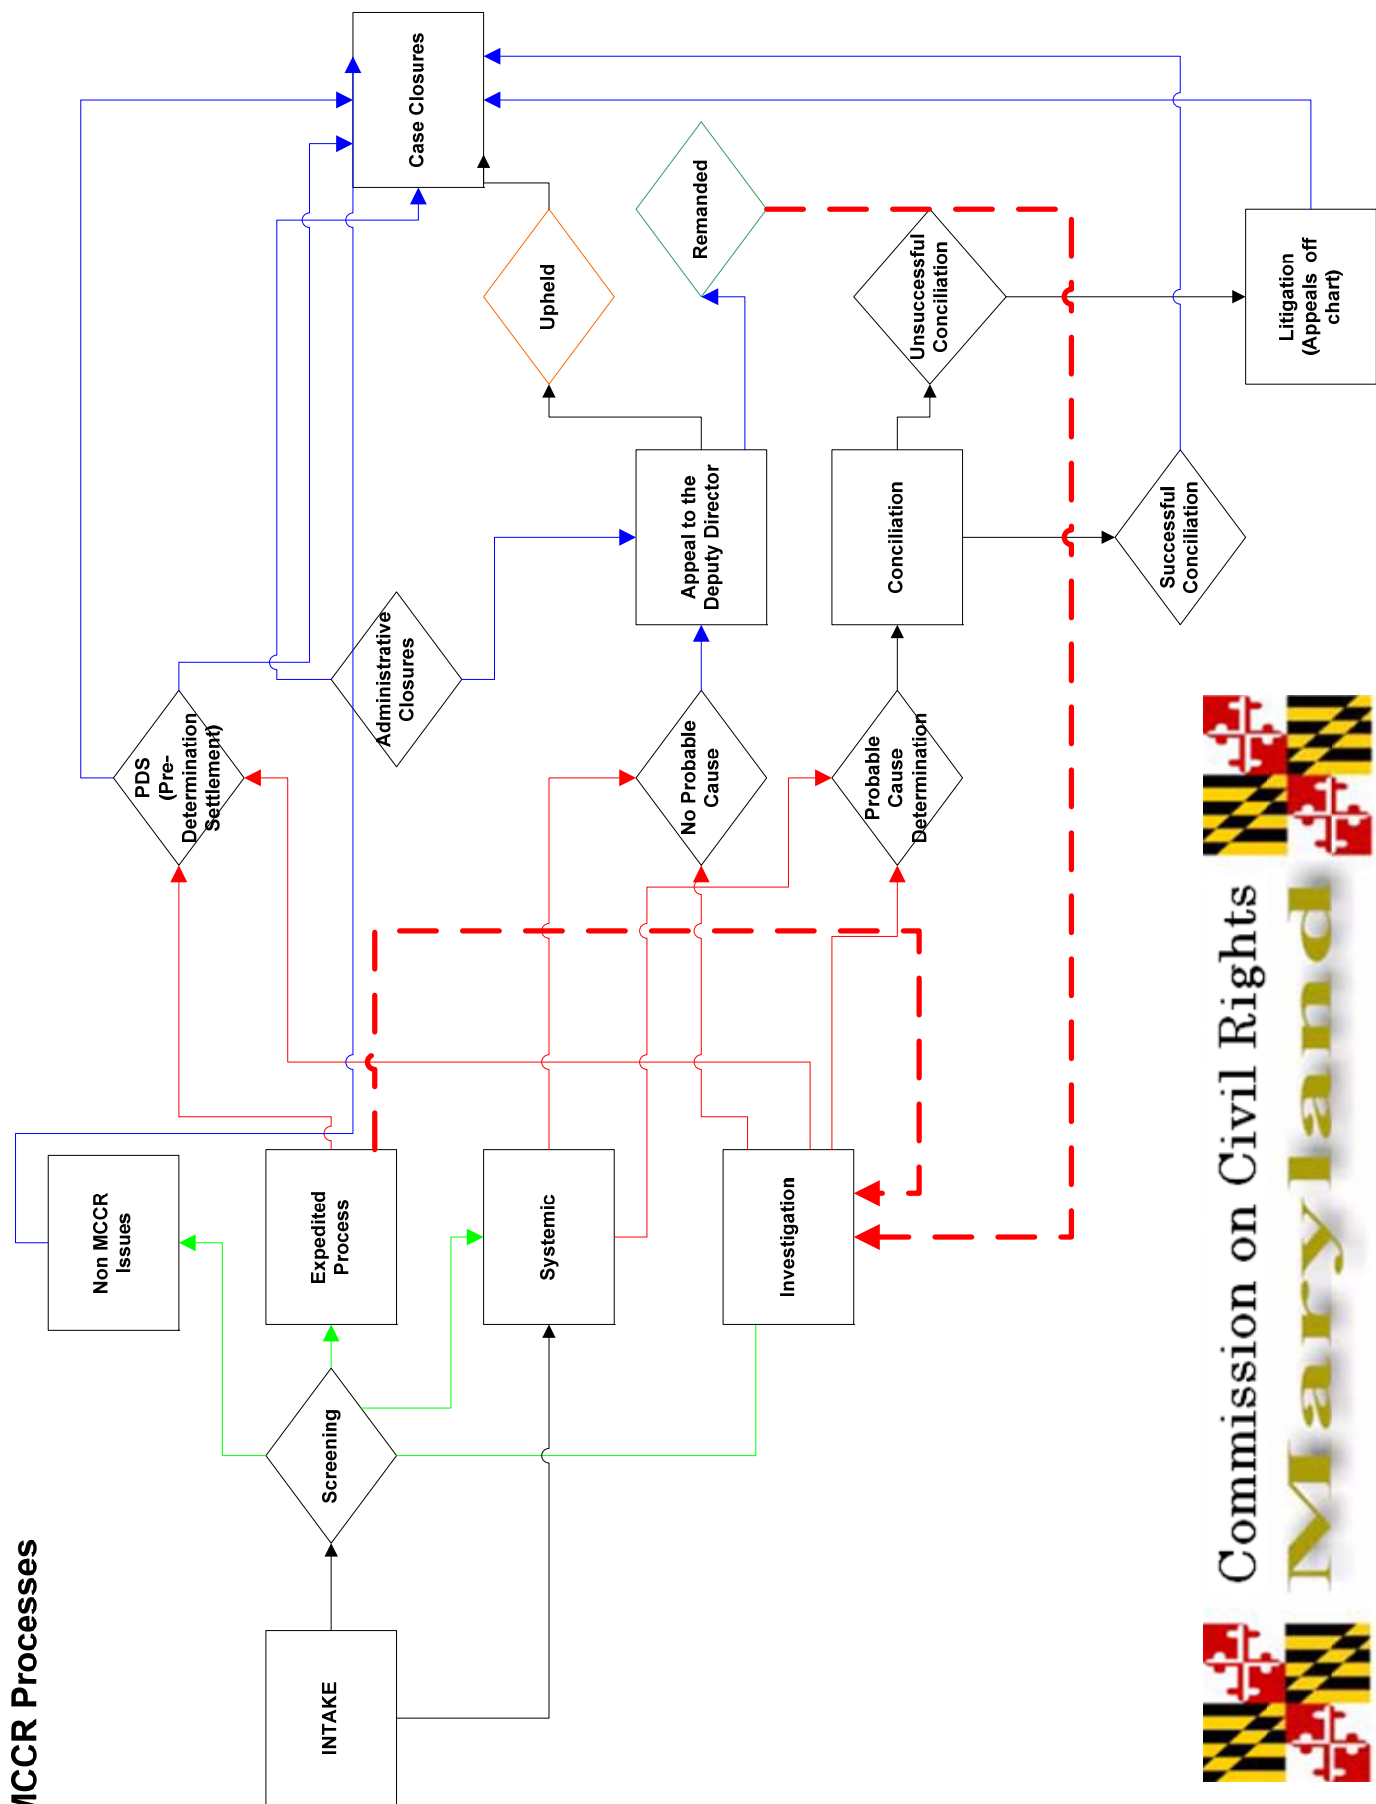 MCCR Processes
Non MCCR
Issues
PDS
(Pre-
Determination
Settlement)
INTAKE
Screening
Expedited
Process
Administrative
Closures
Case Closures
Systemic
Upheld
No Probable
Cause
Appeal to the
Deputy Director
Remanded
Investigation
Probable
Cause
Determination
Conciliation
Unsuccessful
Conciliation
Successful
Conciliation
Litigation
(Appeals off
chart)
Commission on Civil Rights
Maryland